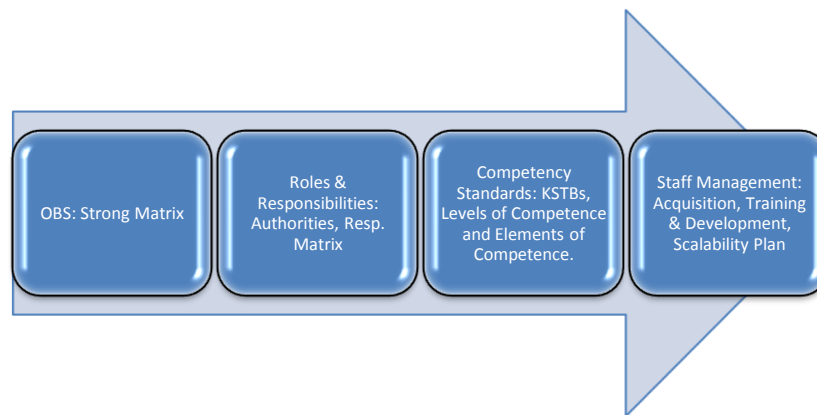 OBS: Strong Matrix
Roles &
Responsibilities:
Authorities, Resp.
Matrix
Competency
Standards: KSTBs,
Levels of Competence
and Elements of
Competence.
Staff Management:
Acquisition, Training
& Development,
Scalability Plan